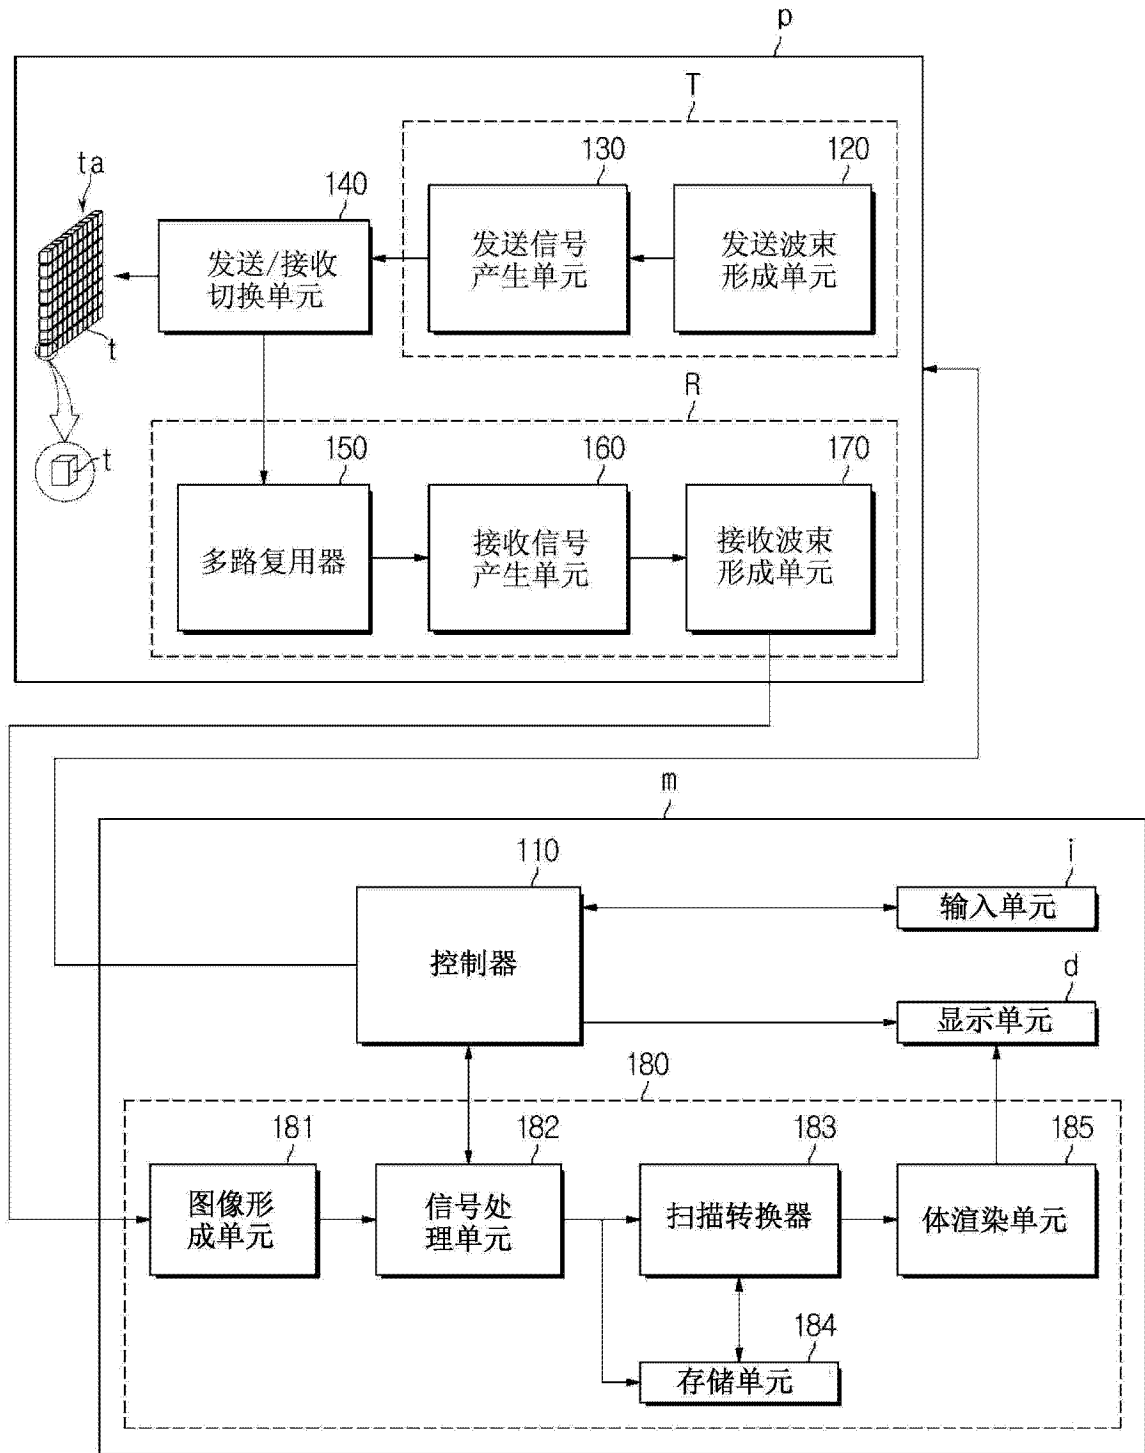 p
T
130
120
ta
140
发送信号
产生单元
发送波束
形成单元
发送/接收
切换单元
t
R
150
160
170
t
多路复用器
接收信号
产生单元
接收波束
形成单元
m
110
i
输入单元
控制器
d
显示单元
180
181
182
183
185
图像形
成单元
信号处
理单元
扫描转换器
体渲染单元
184
存储单元